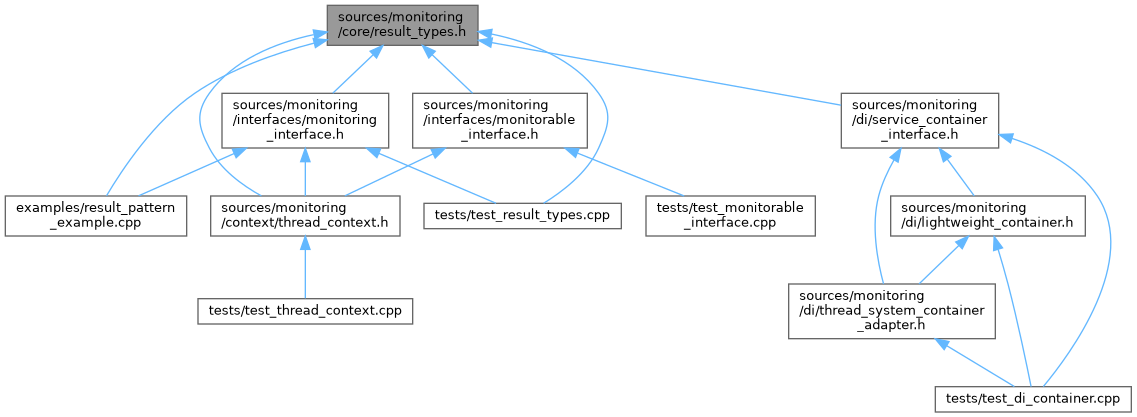 sources/monitoring
/core/result_types.h
sources/monitoring
/interfaces/monitoring
_interface.h
sources/monitoring
/interfaces/monitorable
_interface.h
sources/monitoring
/di/service_container
_interface.h
examples/result_pattern
_example.cpp
sources/monitoring
/context/thread_context.h
tests/test_result_types.cpp
tests/test_monitorable
_interface.cpp
sources/monitoring
/di/lightweight_container.h
tests/test_thread_context.cpp
sources/monitoring
/di/thread_system_container
_adapter.h
tests/test_di_container.cpp